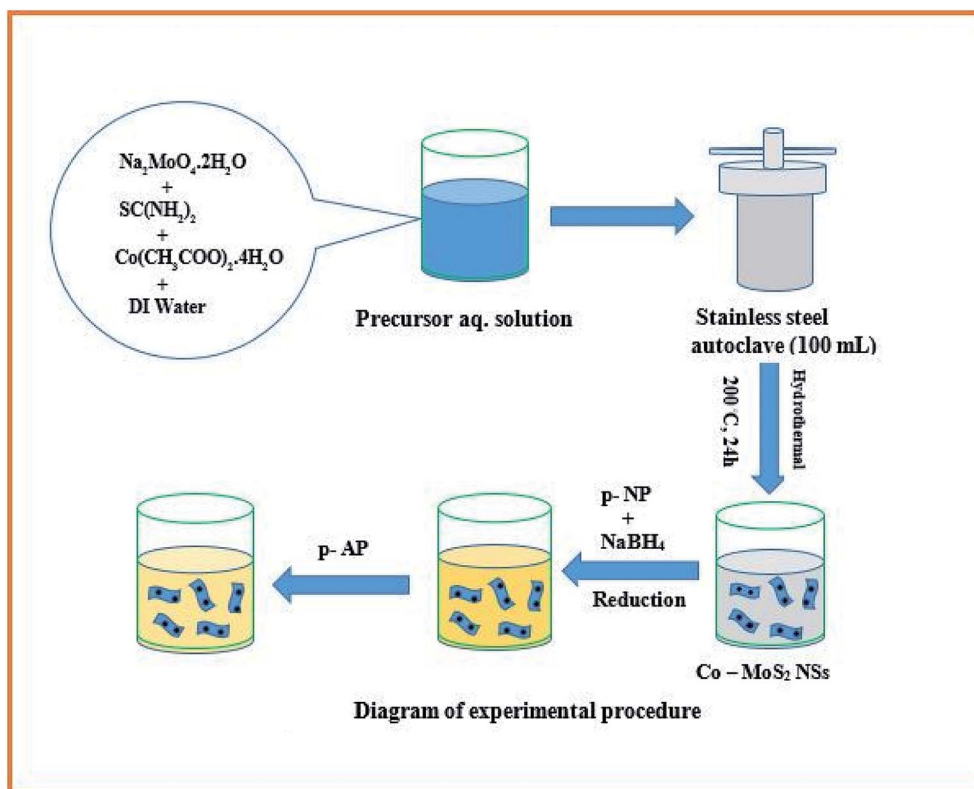 Na₂MoO₄.2H₂O
+
SC(NH₂)₂
+
Co(CH₃COO)₂.4H₂O
+
DI Water
Precursor aq. solution
Stainless steel
autoclave (100 mL)
Hydrothermal
200°C, 24h
p- NP
+
NaBH₄
Reduction
p- AP
Co – MoS₂ NSs
Diagram of experimental procedure